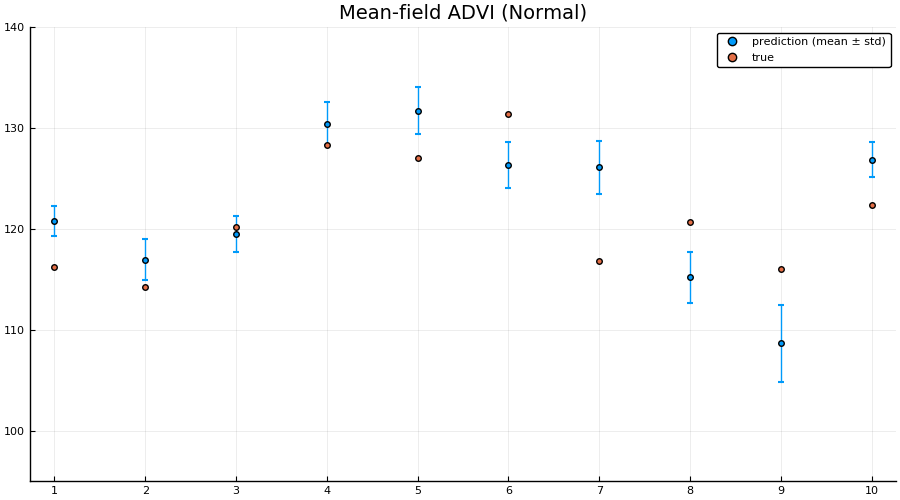 Mean-field ADVI (Normal)
prediction (mean ± std)
true
140
130
120
110
100
1 2 3 4 5 6 7 8 9 10